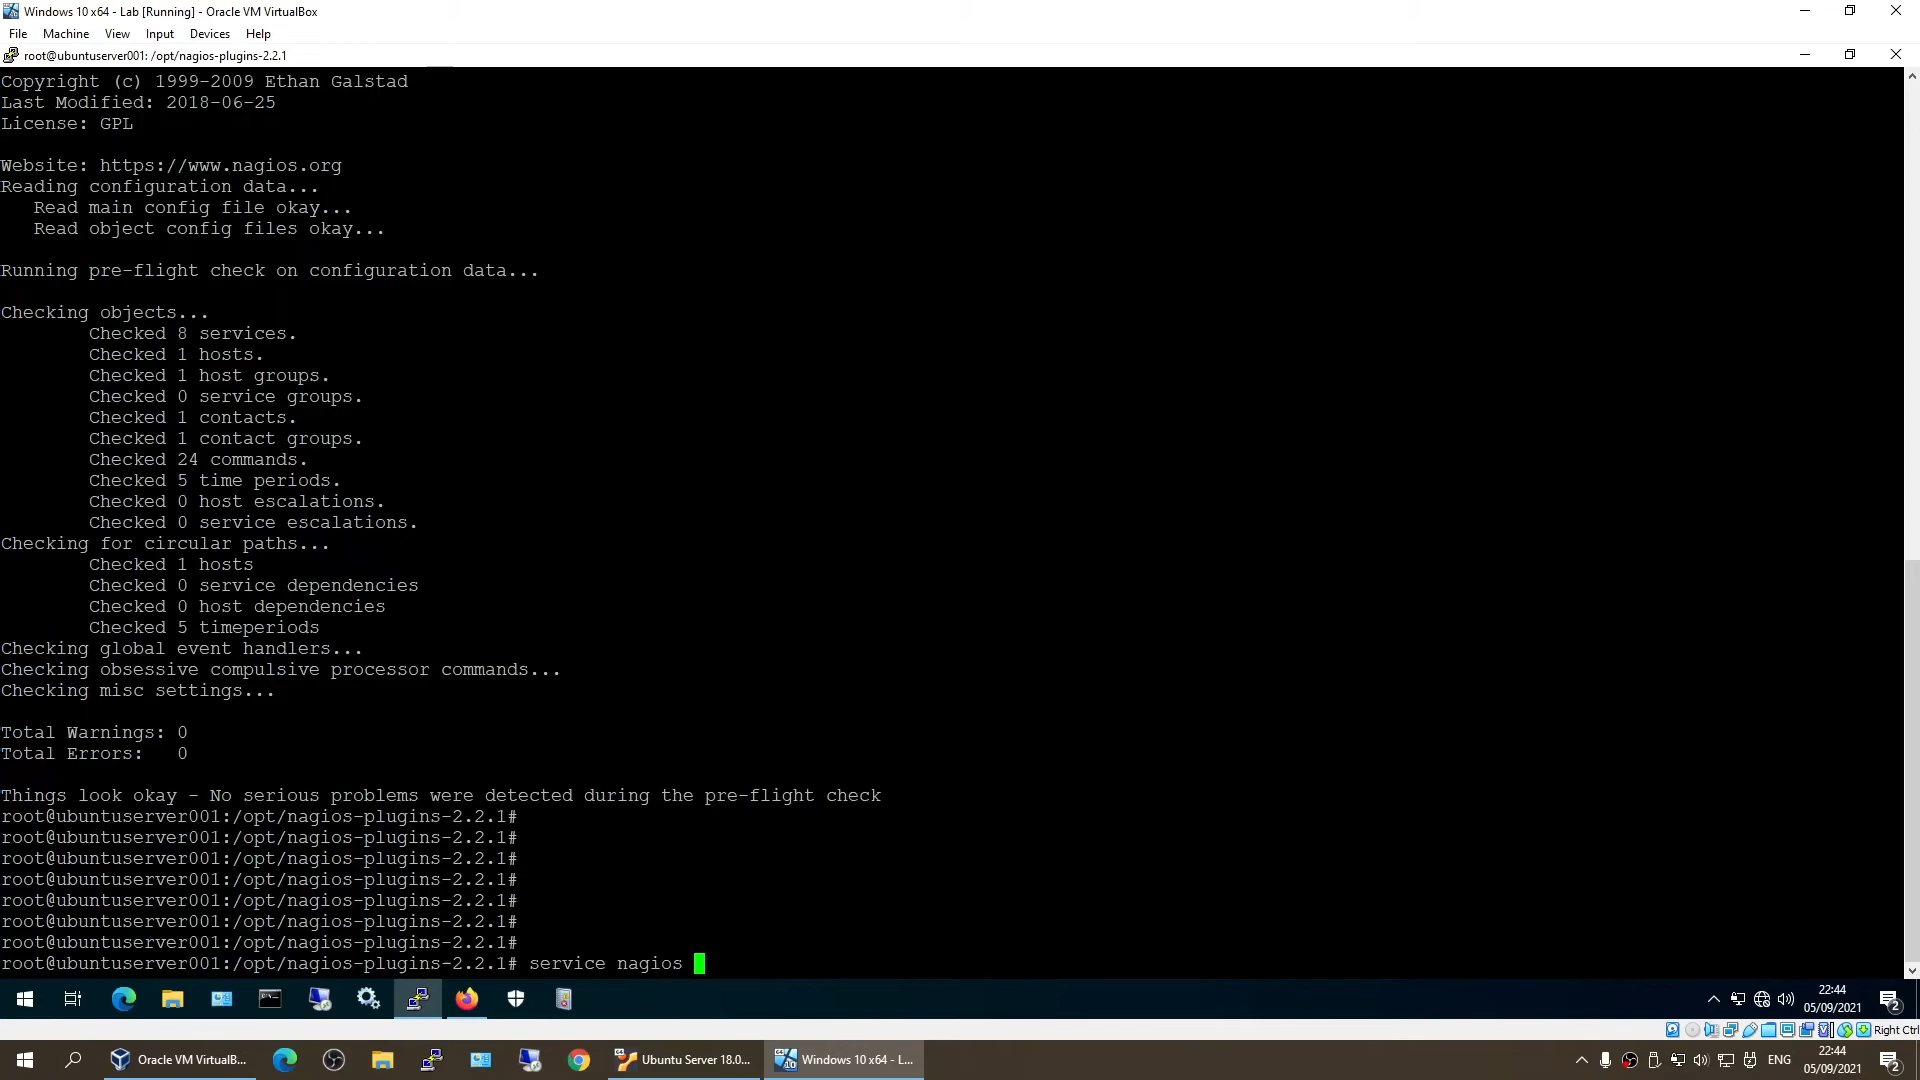 Windows 10 x64 - Lab [Running] - Oracle VM VirtualBox
File Machine View Input Devices Help
root@ubuntuserver001: /opt/nagios-plugins-2.2.1
Copyright (c) 1999-2009 Ethan Galstad
Last Modified: 2018-06-25
License: GPL
Website: https://www.nagios.org
Reading configuration data...
Read main config file okay...
Read object config files okay...
Running pre-flight check on configuration data...
Checking objects...
Checked 8 services.
Checked 1 hosts.
Checked 1 host groups.
Checked 0 service groups.
Checked 1 contacts.
Checked 1 contact groups.
Checked 24 commands.
Checked 5 time periods.
Checked 0 host escalations.
Checked 0 service escalations.
Checking for circular paths...
Checked 1 hosts
Checked 0 service dependencies
Checked 0 host dependencies
Checked 5 timeperiods
Checking global event handlers...
Checking obsessive compulsive processor commands...
Checking misc settings...
Total Warnings: 0
Total Errors:   0
Things look okay - No serious problems were detected during the pre-flight check
root@ubuntuserver001:/opt/nagios-plugins-2.2.1#
root@ubuntuserver001:/opt/nagios-plugins-2.2.1#
root@ubuntuserver001:/opt/nagios-plugins-2.2.1#
root@ubuntuserver001:/opt/nagios-plugins-2.2.1#
root@ubuntuserver001:/opt/nagios-plugins-2.2.1#
root@ubuntuserver001:/opt/nagios-plugins-2.2.1#
root@ubuntuserver001:/opt/nagios-plugins-2.2.1#
root@ubuntuserver001:/opt/nagios-plugins-2.2.1# service nagios
22:44
05/09/2021
2
Right Ctrl
Oracle VM VirtualB...
Ubuntu Server 18.0...
Windows 10 x64 - L...
ENG
22:44
05/09/2021
2